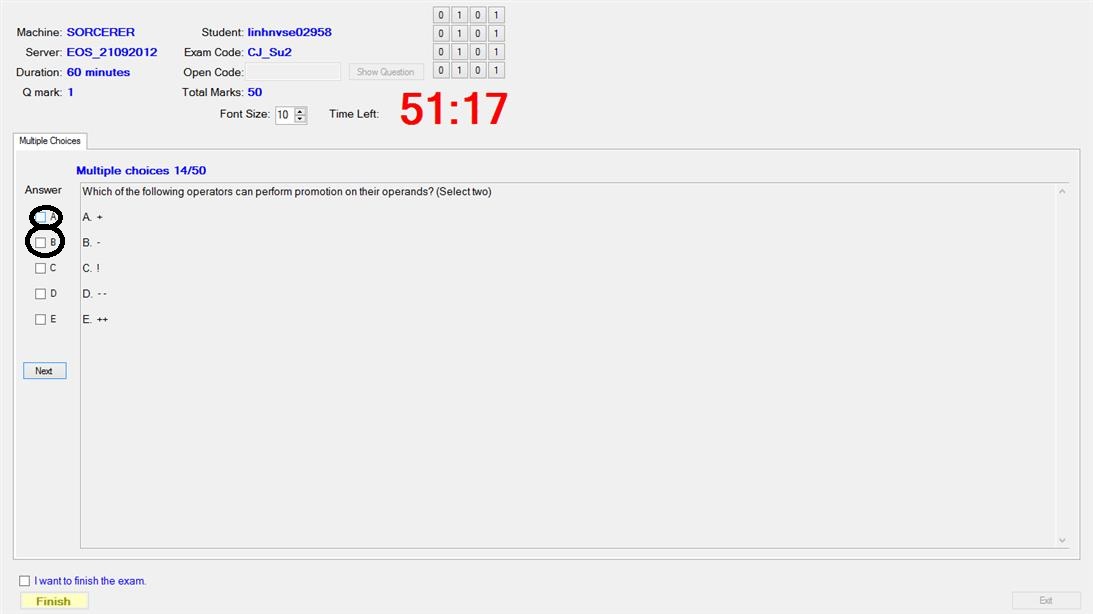 Machine: SORCERER Student: linhnvse02958 0 1 0 1
Server: EOS_21092012 Exam Code: CJ_Su2 0 1 0 1
Duration: 60 minutes Open Code: Show Question 0 1 0 1
Q mark: 1 Total Marks: 50 0 1 0 1
Font Size: 10 Time Left: 51:17
Multiple Choices
Multiple choices 14/50
Answer Which of the following operators can perform promotion on their operands? (Select two)
A A. +
B B. -
C C. !
D D. - -
E E. ++
Next
I want to finish the exam.
Finish Exit